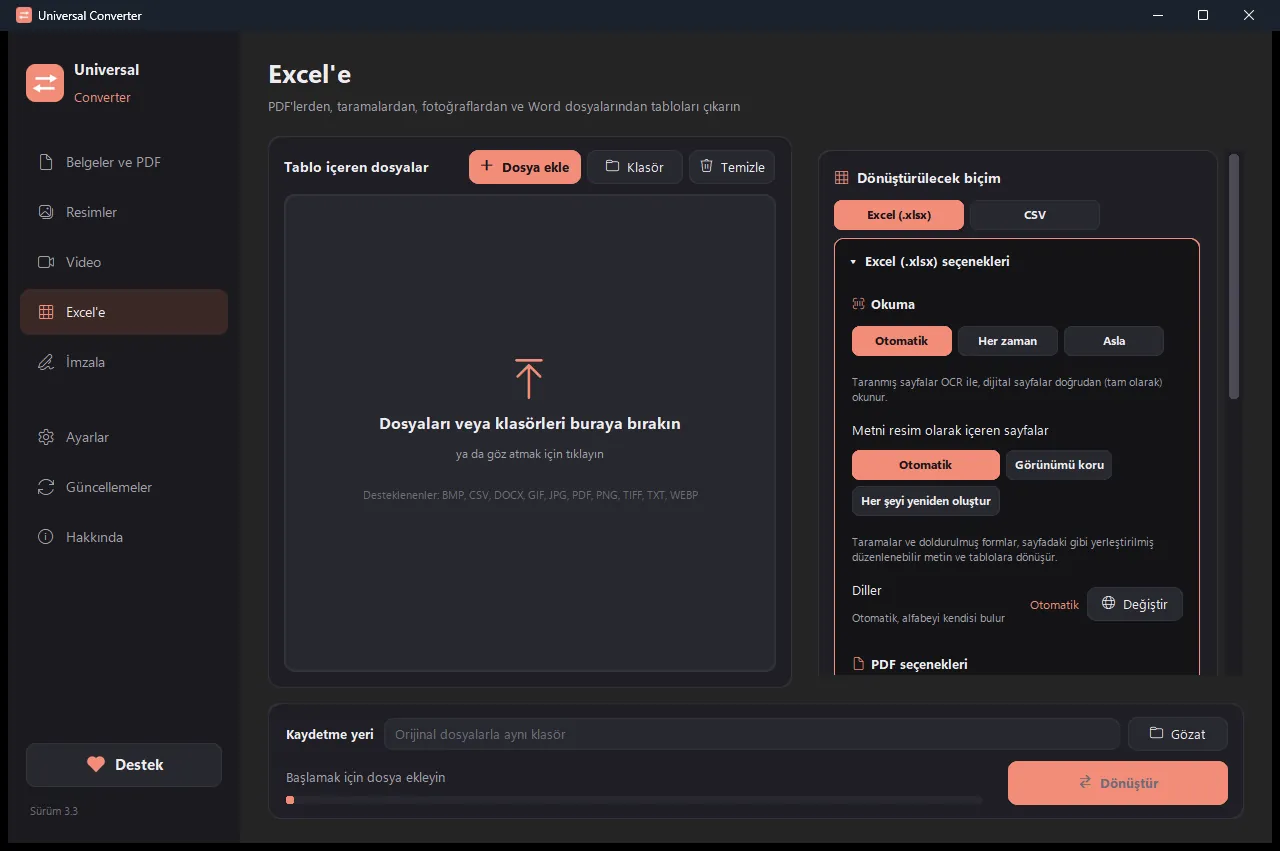 Universal Converter
Universal
Converter
Belgeler ve PDF
Resimler
Video
Excel'e
İmzala
Ayarlar
Güncellemeler
Hakkında
Destek
Sürüm 3.3
Excel'e
PDF'lerden, taramalardan, fotoğraflardan ve Word dosyalarından tabloları çıkarın
Tablo içeren dosyalar
Dosya ekle
Klasör
Temizle
Dosyaları veya klasörleri buraya bırakın
ya da göz atmak için tıklayın
Desteklenenler: BMP, CSV, DOCX, GIF, JPG, PDF, PNG, TIFF, TXT, WEBP
Dönüştürülecek biçim
Excel (.xlsx)
CSV
Excel (.xlsx) seçenekleri
Okuma
Otomatik
Her zaman
Asla
Taranmış sayfalar OCR ile, dijital sayfalar doğrudan (tam olarak)
okunur.
Metni resim olarak içeren sayfalar
Otomatik
Görünümü koru
Her şeyi yeniden oluştur
Taramalar ve doldurulmuş formlar, sayfadaki gibi yerleştirilmiş
düzenlenebilir metin ve tablolara dönüşür.
Diller
Otomatik, alfabeyi kendisi bulur
Otomatik
Değiştir
PDF seçenekleri
Kaydetme yeri
Orijinal dosyalarla aynı klasör
Gözat
Başlamak için dosya ekleyin
Dönüştür